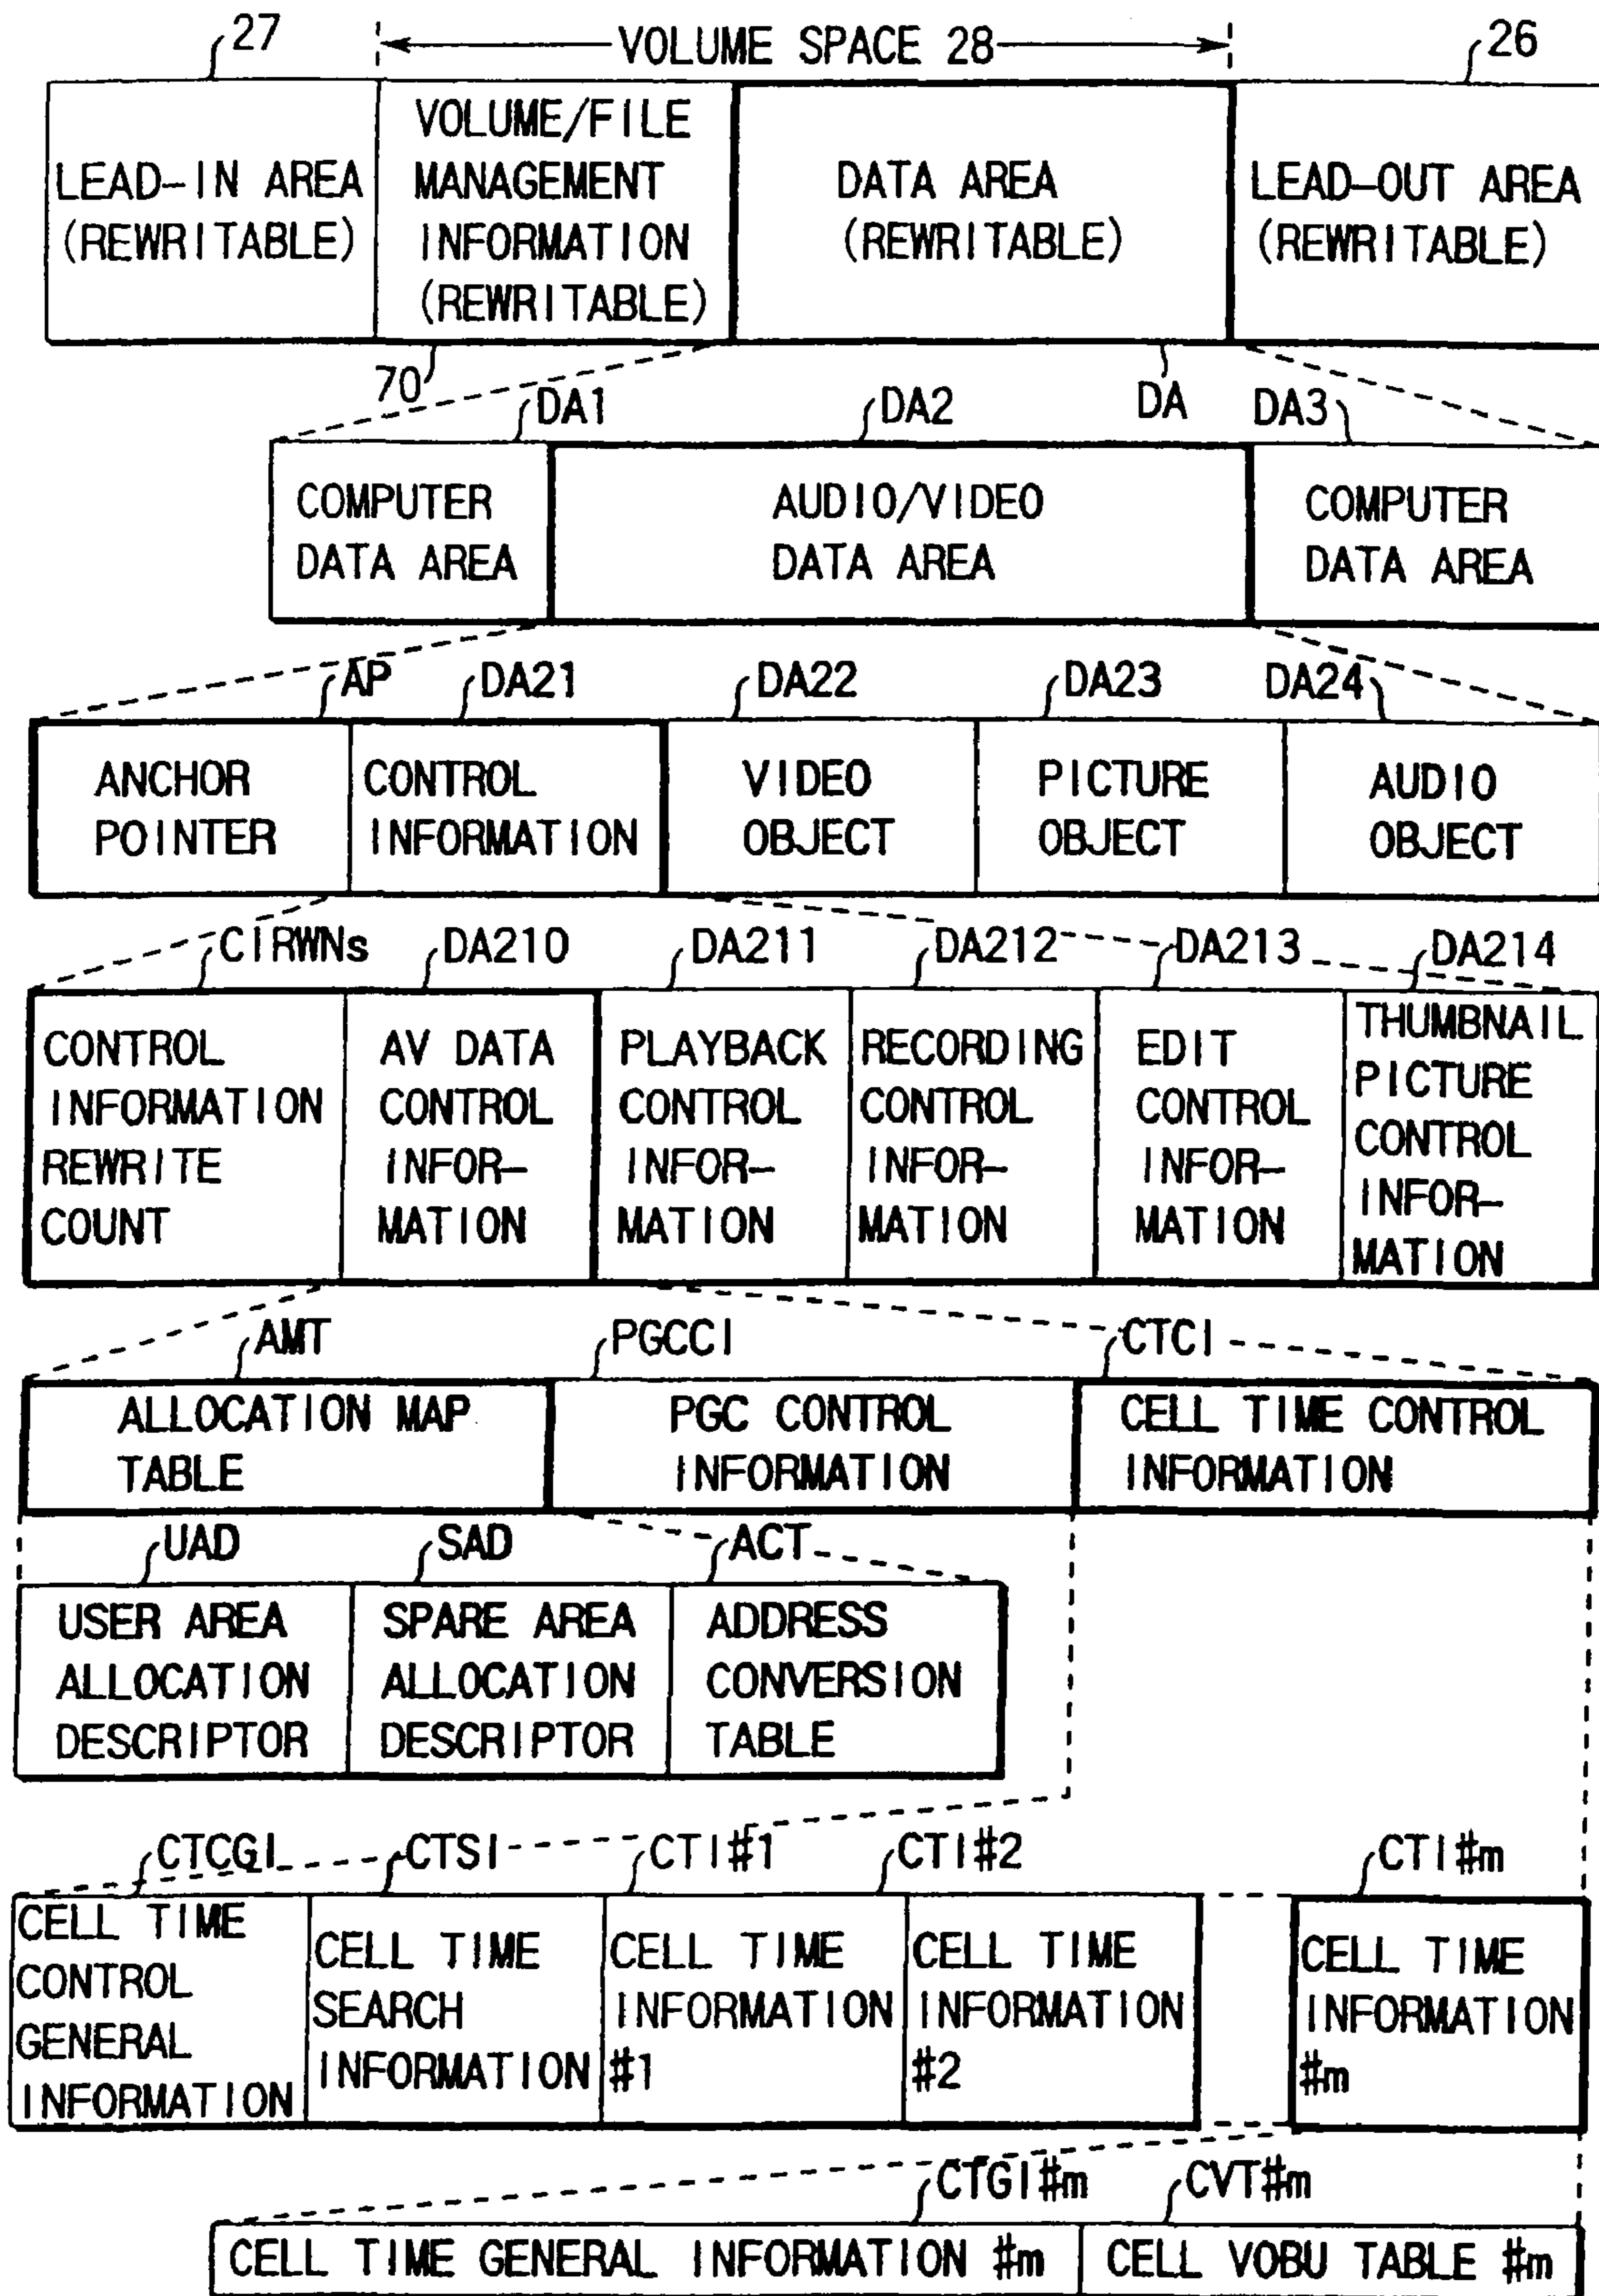 27
VOLUME SPACE 28
26
LEAD-IN AREA
(REWRITABLE)
VOLUME/FILE
MANAGEMENT
INFORMATION
(REWRITABLE)
DATA AREA
(REWRITABLE)
LEAD-OUT AREA
(REWRITABLE)
70
DA
DA1
DA2
DA3
COMPUTER
DATA AREA
AUDIO/VIDEO
DATA AREA
COMPUTER
DATA AREA
AP
DA21
DA22
DA23
DA24
ANCHOR
POINTER
CONTROL
INFORMATION
VIDEO
OBJECT
PICTURE
OBJECT
AUDIO
OBJECT
CIRWNs
DA210
DA211
DA212
DA213
DA214
CONTROL
INFORMATION
REWRITE
COUNT
AV DATA
CONTROL
INFOR-
MATION
PLAYBACK
CONTROL
INFOR-
MATION
RECORDING
CONTROL
INFOR-
MATION
EDIT
CONTROL
INFOR-
MATION
THUMBNAIL
PICTURE
CONTROL
INFOR-
MATION
AMT
PGCCI
CTCI
ALLOCATION MAP
TABLE
PGC CONTROL
INFORMATION
CELL TIME CONTROL
INFORMATION
UAD
SAD
ACT
USER AREA
ALLOCATION
DESCRIPTOR
SPARE AREA
ALLOCATION
DESCRIPTOR
ADDRESS
CONVERSION
TABLE
CTCGI
CTSI
CTI#1
CTI#2
CTI#m
CELL TIME
CONTROL
GENERAL
INFORMATION
CELL TIME
SEARCH
INFORMATION
CELL TIME
INFORMATION
#1
CELL TIME
INFORMATION
#2
CELL TIME
INFORMATION
#m
CTGI#m
CVT#m
CELL TIME GENERAL INFORMATION #m
CELL VOBU TABLE #m